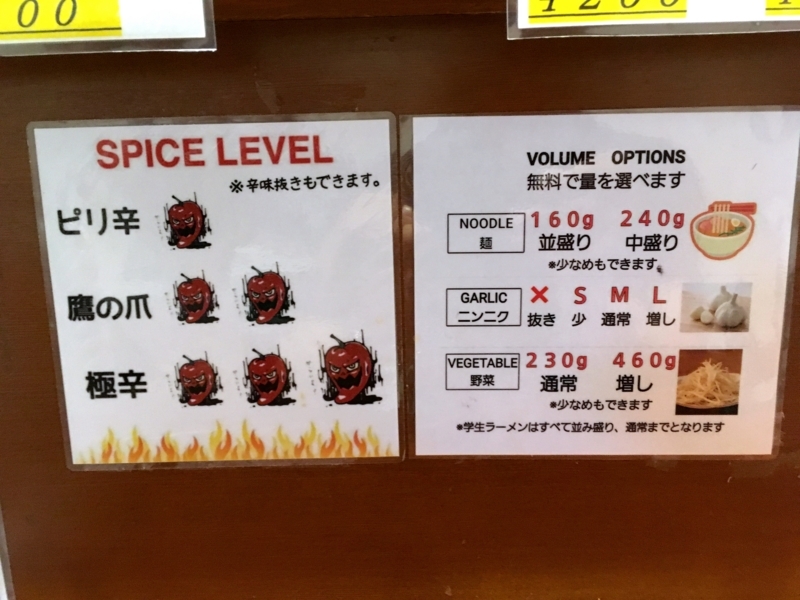 00
1200
SPICE LEVEL
※辛味抜きもできます。
ピリ辛
鷹の爪
極辛
VOLUME OPTIONS
無料で量を選べます
NOODLE 160g 240g
麺 並盛り 中盛り
※少なめもできます。
GARLIC × S M L
ニンニク 抜き 少 通常 増し
VEGETABLE 230g 460g
野菜 通常 増し
※少なめもできます
※学生ラーメンはすべて並み盛り、通常までとなります